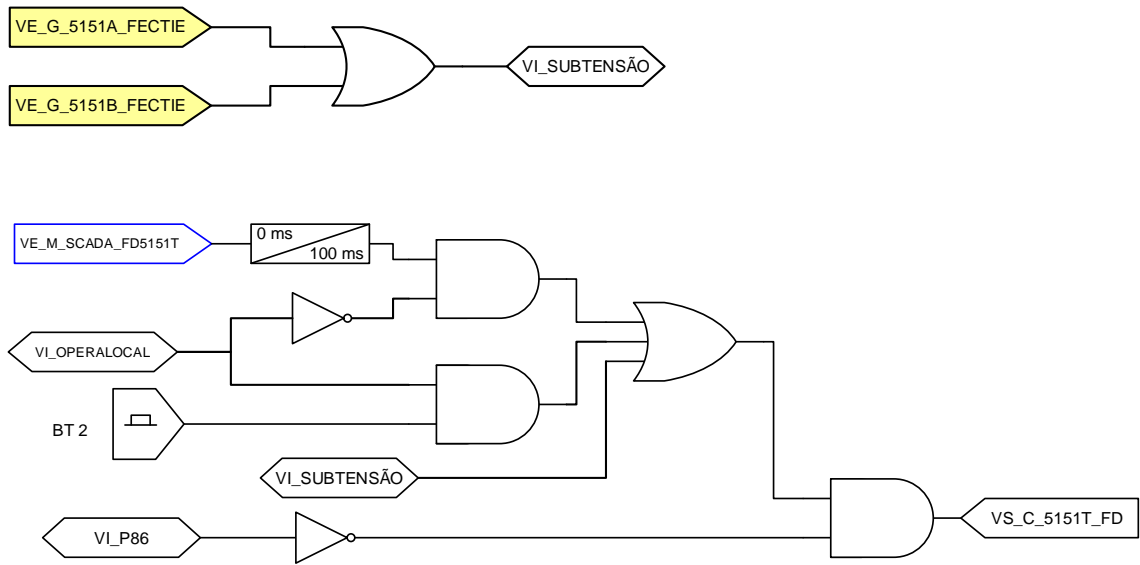 VE_G_5151A_FECTIE
VI_SUBTENSÃO
VE_G_5151B_FECTIE
VE_M_SCADA_FD5151T
0 ms
100 ms
VI_OPERALOCAL
BT 2
VI_SUBTENSÃO
VI_P86
VS_C_5151T_FD